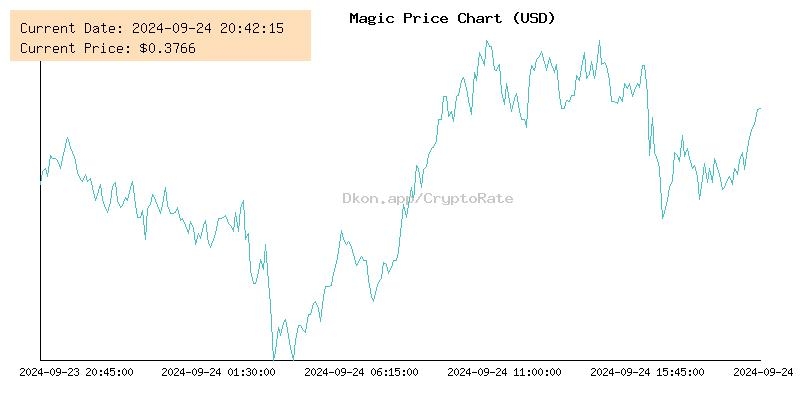 Magic Price Chart (USD)
Current Date: 2024-09-24 20:42:15
Current Price: $0.3766
Dkon.app/CryptoRate
2024-09-23 20:45:00 2024-09-24 01:30:00 2024-09-24 06:15:00 2024-09-24 11:00:00 2024-09-24 15:45:00 2024-09-24